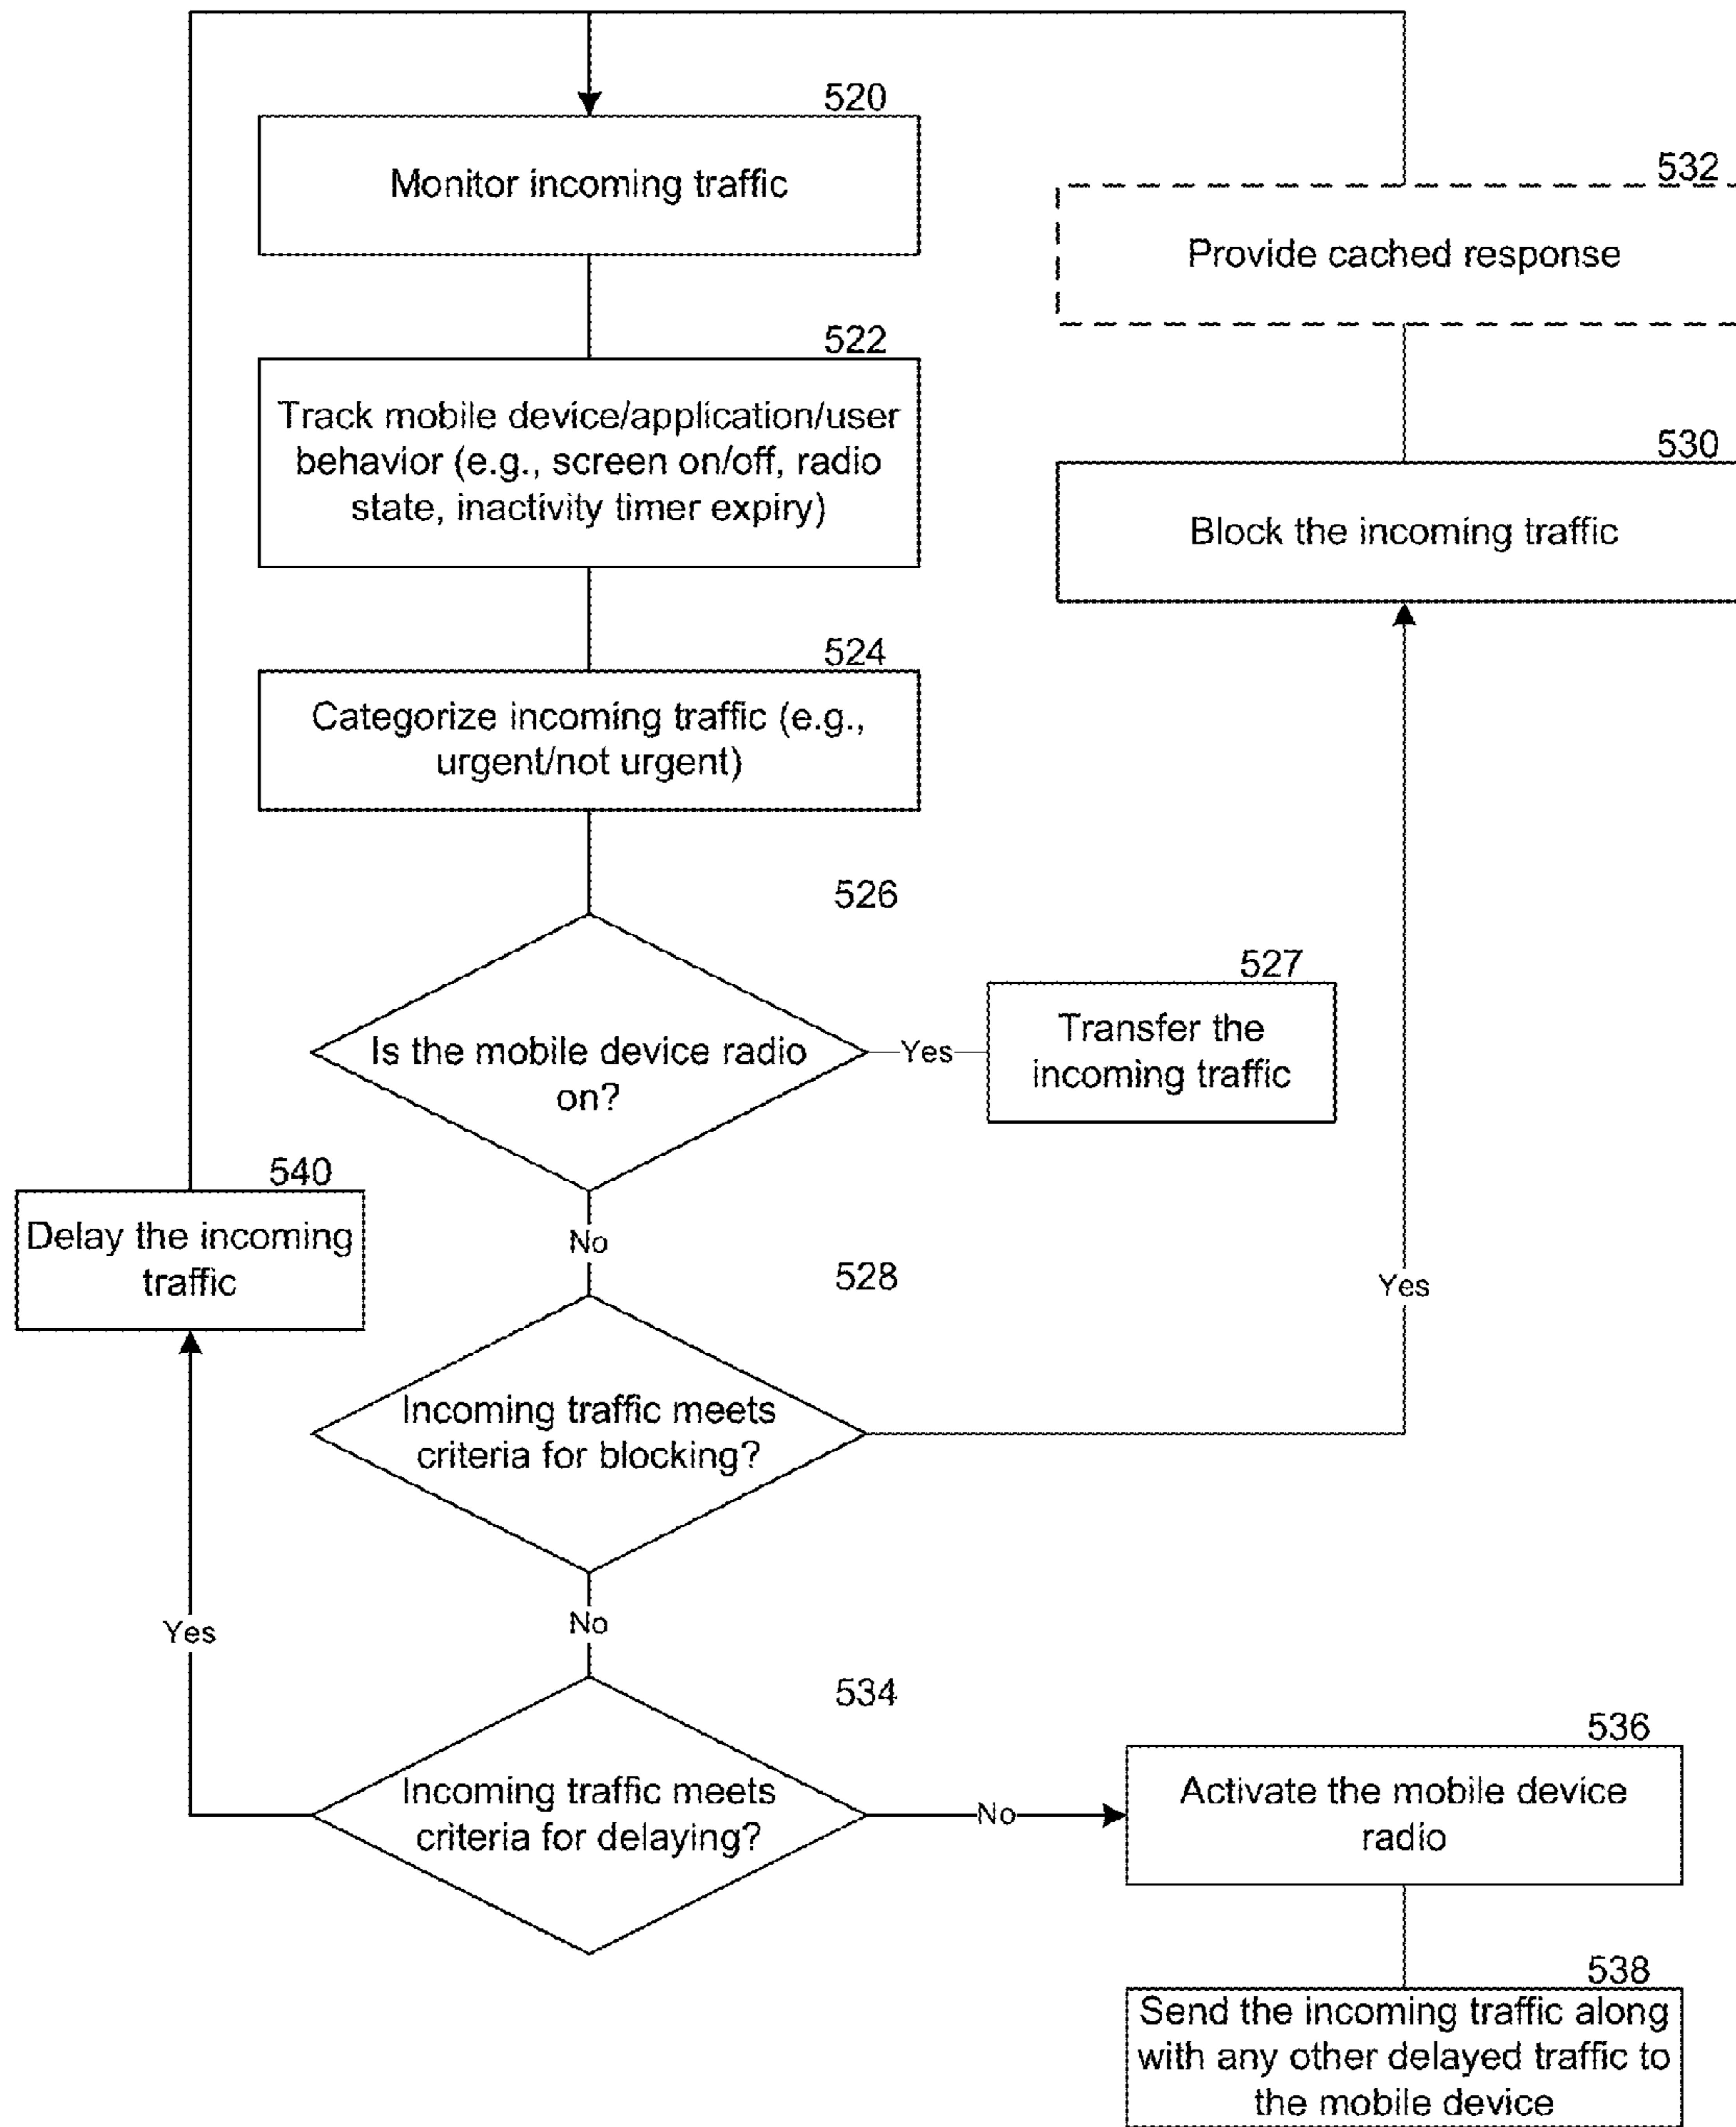 520
Monitor incoming traffic
532
Provide cached response
522
Track mobile device/application/user
behavior (e.g., screen on/off, radio
state, inactivity timer expiry)
530
Block the incoming traffic
524
Categorize incoming traffic (e.g.,
urgent/not urgent)
526
Is the mobile device radio
on?
Yes
527
Transfer the
incoming traffic
No
540
Delay the incoming
traffic
528
Incoming traffic meets
criteria for blocking?
Yes
No
534
Incoming traffic meets
criteria for delaying?
Yes
No
536
Activate the mobile device
radio
538
Send the incoming traffic along
with any other delayed traffic to
the mobile device